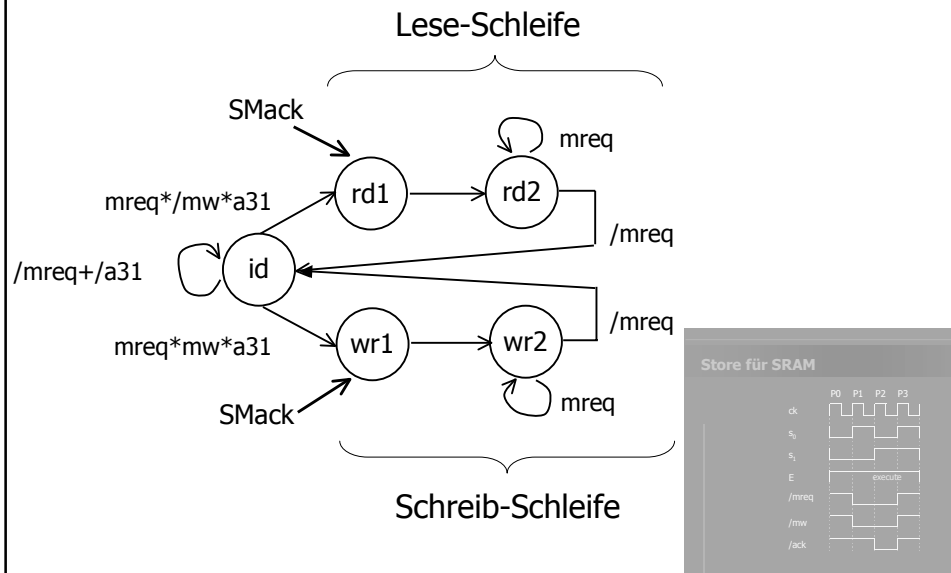 Lese-Schleife
SMack
mreq
rd1
rd2
mreq*/mw*a31
/mreq
/mreq+/a31
id
/mreq
mreq*mw*a31
wr1
wr2
mreq
SMack
Schreib-Schleife
Store für SRAM
P0 P1 P2 P3
ck
s0
s1
E
execute
/mreq
/mw
/ack